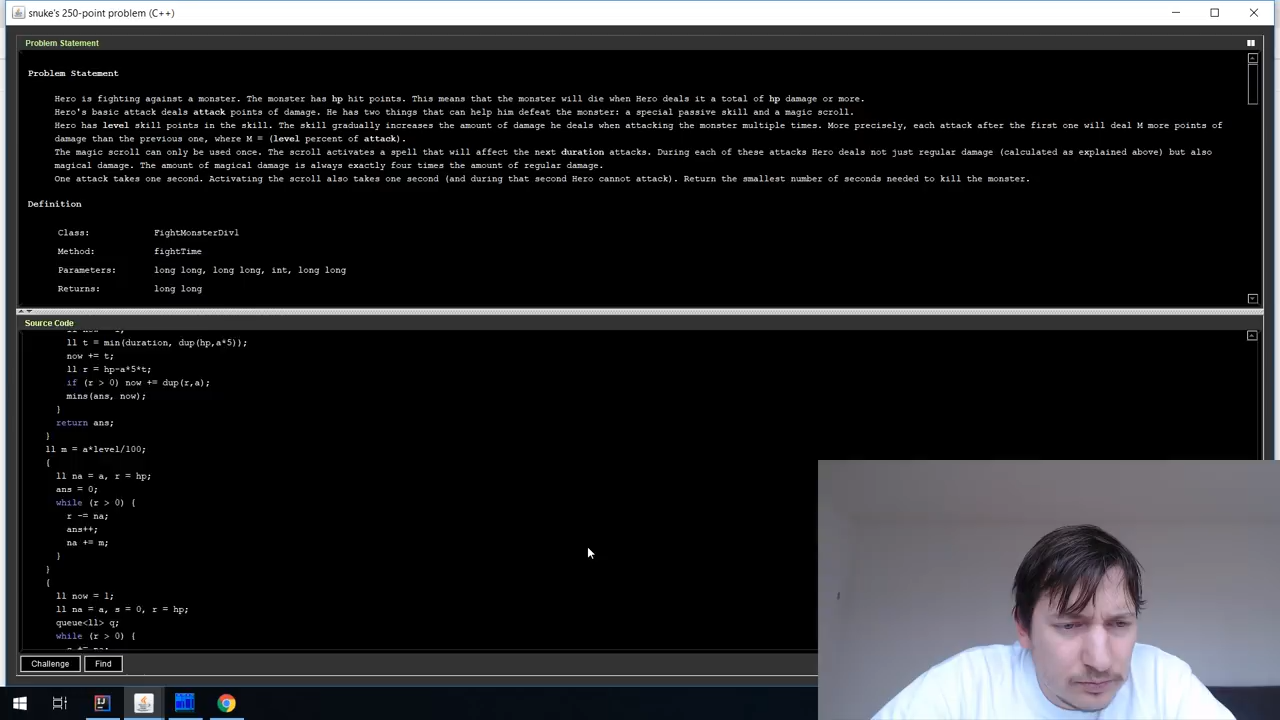 snuke's 250-point problem (C++)
Problem Statement
Problem Statement
Hero is fighting against a monster. The monster has hp hit points. This means that the monster will die when Hero deals it a total of hp damage or more.
Hero's basic attack deals attack points of damage. He has two things that can help him defeat the monster: a special passive skill and a magic scroll.
Hero has level skill points in the skill. The skill gradually increases the amount of damage he deals when attacking the monster multiple times. More precisely, each attack after the first one will deal M more points of
damage than the previous one, where M = (level percent of attack).
The magic scroll can only be used once. The scroll activates a spell that will affect the next duration attacks. During each of these attacks Hero deals not just regular damage (calculated as explained above) but also
magical damage. The amount of magical damage is always exactly four times the amount of regular damage.
One attack takes one second. Activating the scroll also takes one second (and during that second Hero cannot attack). Return the smallest number of seconds needed to kill the monster.
Definition
Class: FightMonsterDiv1
Method: fightTime
Parameters: long long, long long, int, long long
Returns: long long
Source Code
ll t = min(duration, dup(hp,a*5));
now += t;
ll r = hp-a*5*t;
if (r > 0) now += dup(r,a);
mins(ans, now);
}
return ans;
}
ll m = a*level/100;
{
ll na = a, r = hp;
ans = 0;
while (r > 0) {
r -= na;
ans++;
na += m;
}
}
{
ll now = 1;
ll na = a, s = 0, r = hp;
queue<ll> q;
while (r > 0) {
Challenge Find